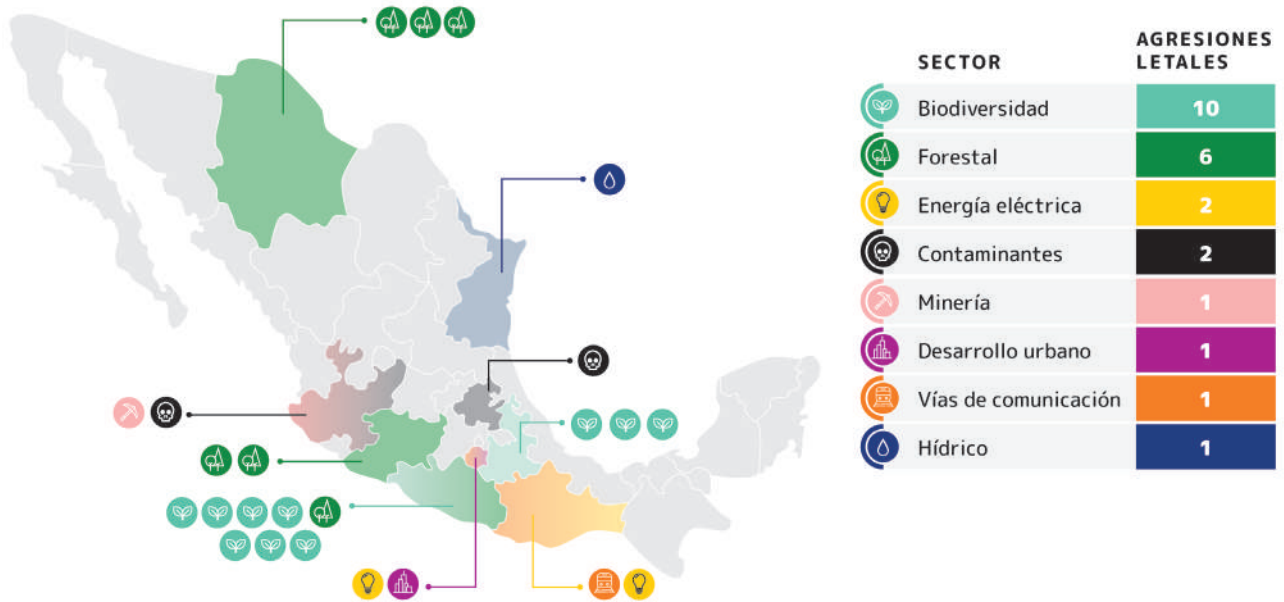 SECTOR
AGRESIONES
LETALES
Biodiversidad 10
Forestal 6
Energía eléctrica 2
Contaminantes 2
Minería 1
Desarrollo urbano 1
Vías de comunicación 1
Hídrico 1